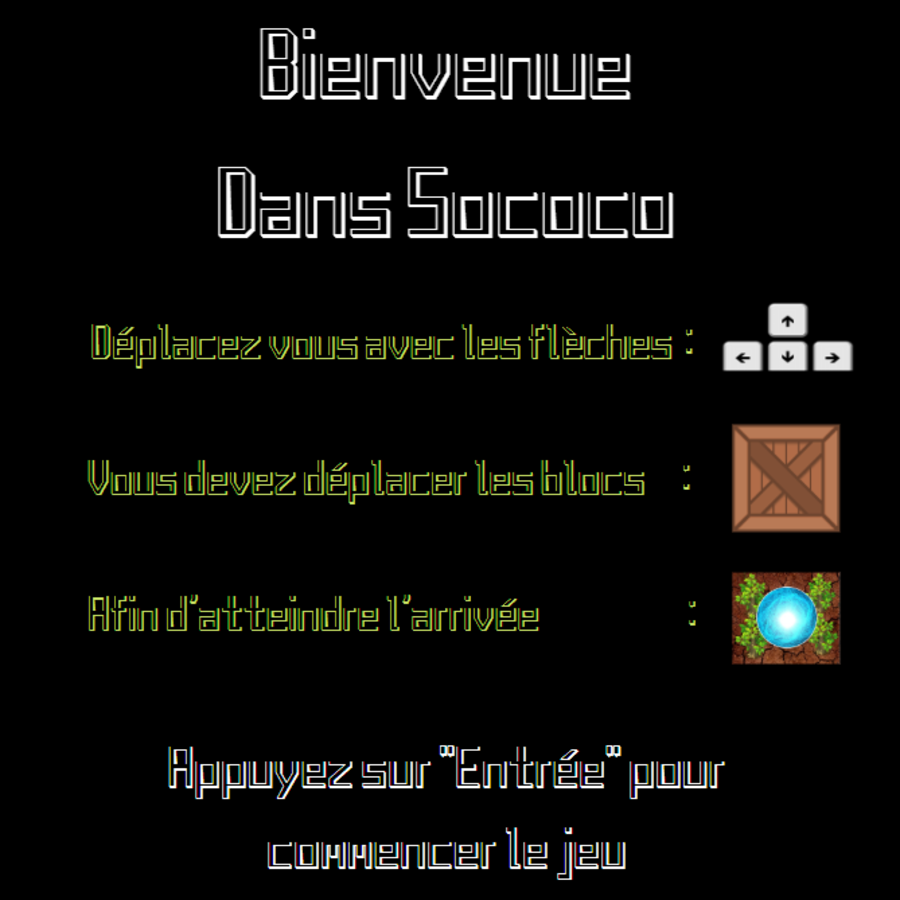 Bienvenue
Dans Sococo
Déplacez vous avec les flèches :
Vous devez déplacer les blocs :
Afin d'atteindre l'arrivée :
Appuyez sur "Entrée" pour
commencer le jeu